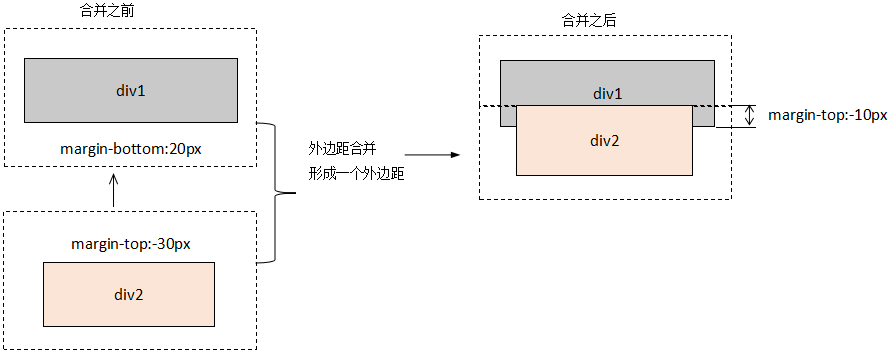 合并之前
div1
margin-bottom:20px
margin-top:-30px
div2
外边距合并
形成一个外边距
合并之后
div1
div2
margin-top:-10px